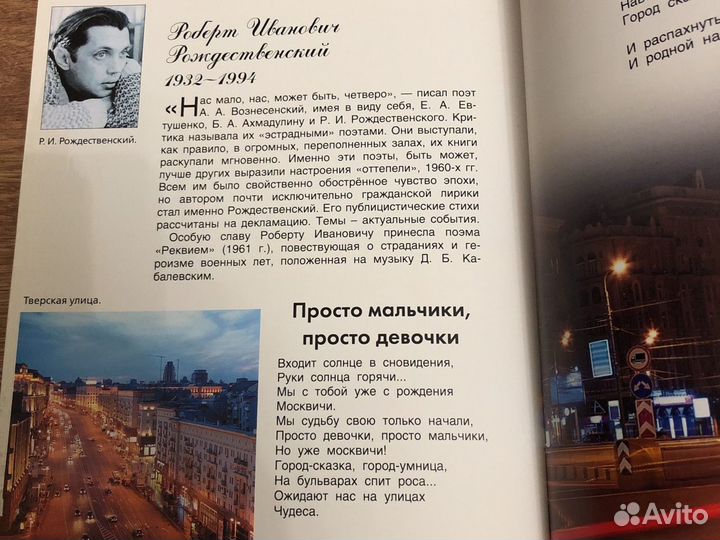 Роберт Иванович
Рождественский
1932–1994
Р. И. Рождественский.
«Нас мало, нас, может быть, четверо», — писал поэт
А. А. Вознесенский, имея в виду себя, Е. А. Ев-
тушенко, Б. А. Ахмадулину и Р. И. Рождественского. Кри-
тика называла их «эстрадными» поэтами. Они выступали,
как правило, в огромных, переполненных залах, их книги
раскупали мгновенно. Именно эти поэты, быть может,
лучше других выразили настроения «оттепели», 1960-х гг.
Всем им было свойственно обострённое чувство эпохи,
но автором почти исключительно гражданской лирики
стал именно Рождественский. Его публицистические стихи
рассчитаны на декламацию. Темы – актуальные события.
Особую славу Роберту Ивановичу принесла поэма
«Реквием» (1961 г.), повествующая о страданиях и ге-
роизме военных лет, положенная на музыку Д. Б. Ка-
балевским.
Тверская улица.
Просто мальчики,
просто девочки
Входит солнце в сновидения,
Руки солнца горячи...
Мы с тобой уже с рождения
Москвичи.
Мы судьбу свою только начали,
Просто девочки, просто мальчики,
Но уже москвичи!
Город-сказка, город-умница,
На бульварах спит роса...
Ожидают нас на улицах
Чудеса.
Город ска
И распахнуть
И родной на
Avito